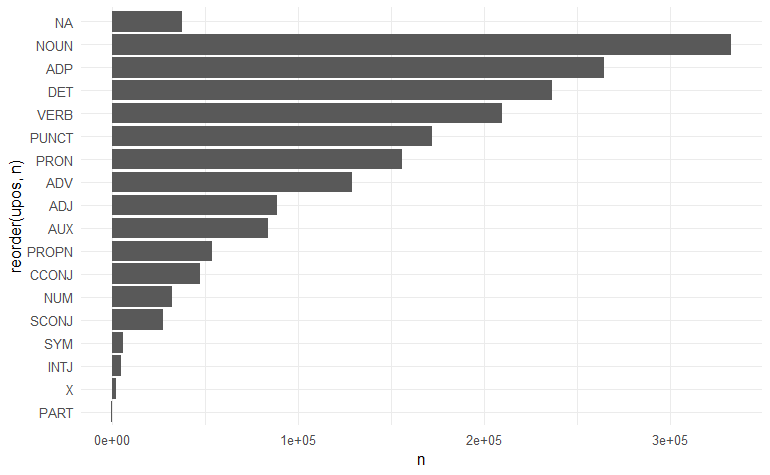 NA
NOUN
ADP
DET
VERB
PUNCT
PRON
ADV
ADJ
AUX
PROPN
CCONJ
NUM
SCONJ
SYM
INTJ
X
PART
reorder(upos, n)
0e+00 1e+05 2e+05 3e+05
n